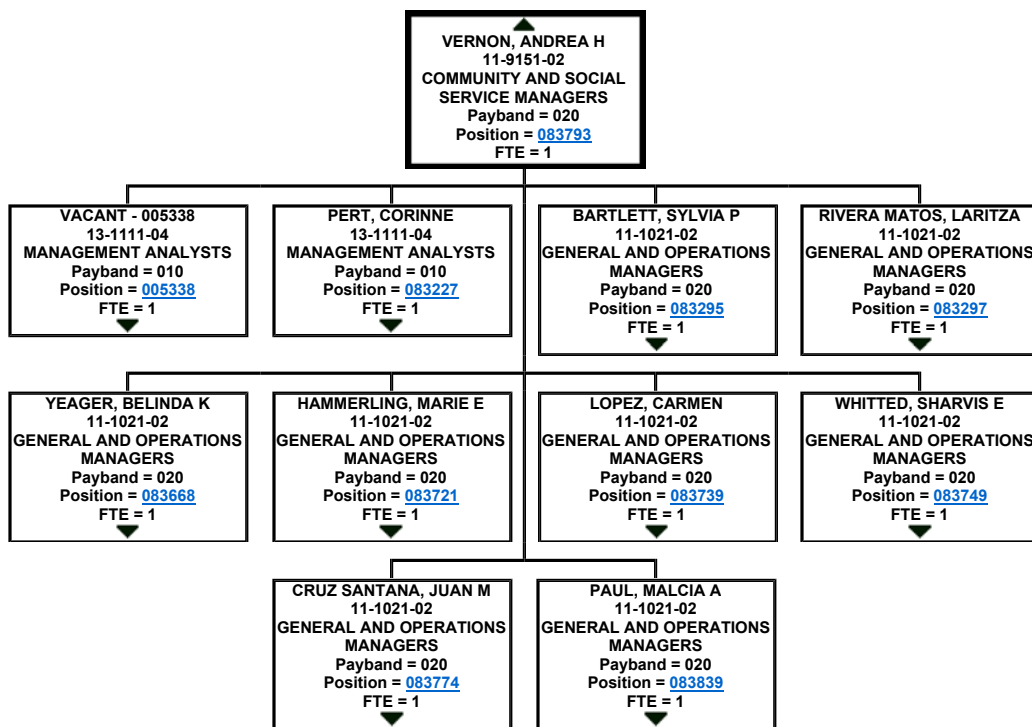 VERNON, ANDREA H
11-9151-02
COMMUNITY AND SOCIAL
SERVICE MANAGERS
Payband = 020
Position = 083793
FTE = 1
VACANT - 005338
13-1111-04
MANAGEMENT ANALYSTS
Payband = 010
Position = 005338
FTE = 1
PERT, CORINNE
13-1111-04
MANAGEMENT ANALYSTS
Payband = 010
Position = 083227
FTE = 1
BARTLETT, SYLVIA P
11-1021-02
GENERAL AND OPERATIONS
MANAGERS
Payband = 020
Position = 083295
FTE = 1
RIVERA MATOS, LARITZA
11-1021-02
GENERAL AND OPERATIONS
MANAGERS
Payband = 020
Position = 083297
FTE = 1
YEAGER, BELINDA K
11-1021-02
GENERAL AND OPERATIONS
MANAGERS
Payband = 020
Position = 083668
FTE = 1
HAMMERLING, MARIE E
11-1021-02
GENERAL AND OPERATIONS
MANAGERS
Payband = 020
Position = 083721
FTE = 1
LOPEZ, CARMEN
11-1021-02
GENERAL AND OPERATIONS
MANAGERS
Payband = 020
Position = 083739
FTE = 1
WHITTED, SHARVIS E
11-1021-02
GENERAL AND OPERATIONS
MANAGERS
Payband = 020
Position = 083749
FTE = 1
CRUZ SANTANA, JUAN M
11-1021-02
GENERAL AND OPERATIONS
MANAGERS
Payband = 020
Position = 083774
FTE = 1
PAUL, MALCIA A
11-1021-02
GENERAL AND OPERATIONS
MANAGERS
Payband = 020
Position = 083839
FTE = 1